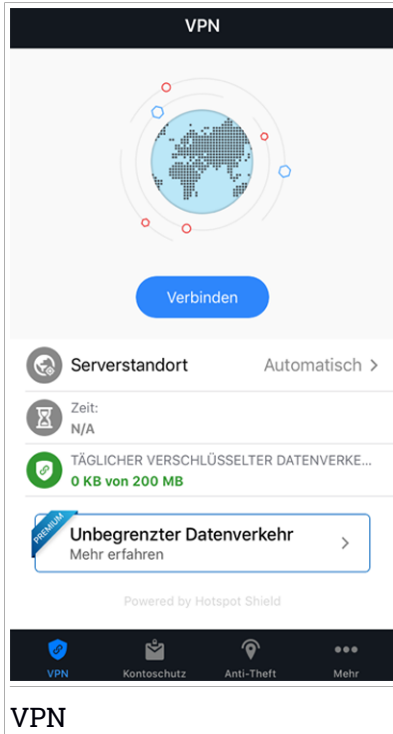 VPN
Verbinden
Serverstandort Automatisch
Zeit:
N/A
TÄGLICHER VERSCHLÜSSELTER DATENVERKE...
0 KB von 200 MB
PREMIUM
Unbegrenzter Datenverkehr
Mehr erfahren
Powered by Hotspot Shield
VPN Kontoschutz Anti-Theft Mehr
VPN